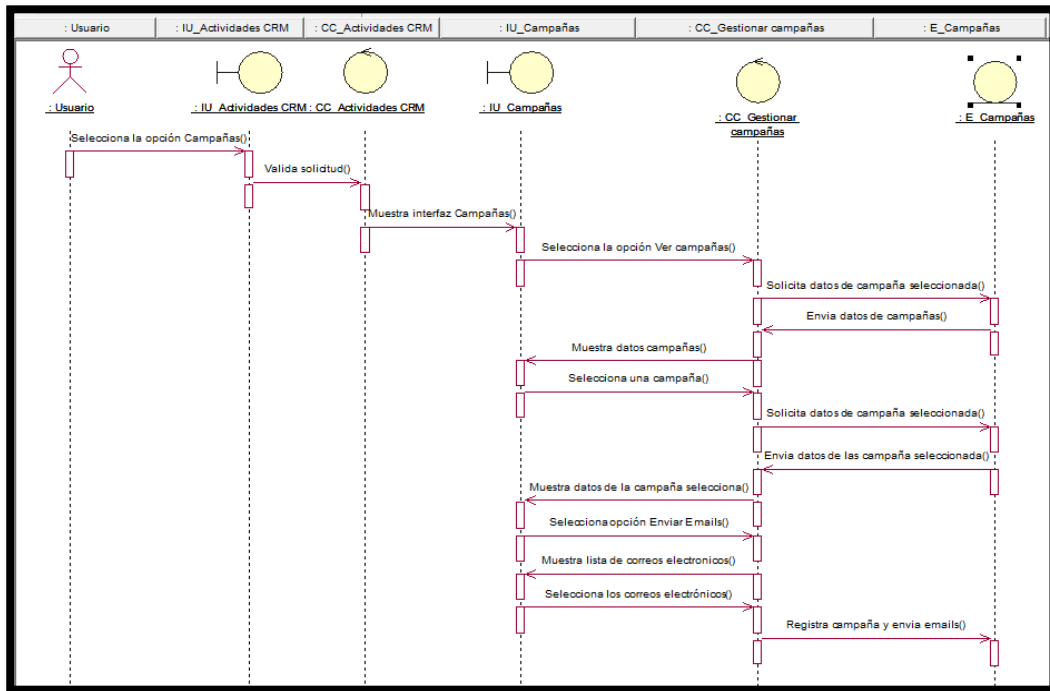 : Usuario
: IU_Actividades CRM
: CC_Actividades CRM
: IU_Campañas
: CC_Gestionar campañas
: E_Campañas
: Usuario
: IU_Actividades CRM
: CC_Actividades CRM
: IU_Campañas
: CC_Gestionar
campañas
: E_Campañas
Selecciona la opción Campañas()
Valida solicitud()
Muestra interfaz Campañas()
Selecciona la opción Ver campañas()
Solicita datos de campaña seleccionada()
Envia datos de campañas()
Muestra datos campañas()
Selecciona una campaña()
Solicita datos de campaña seleccionada()
Envia datos de las campaña seleccionada()
Muestra datos de la campaña selecciona()
Selecciona opción Enviar Emails()
Muestra lista de correos electronicos()
Selecciona los correos electrónicos()
Registra campaña y envia emails()